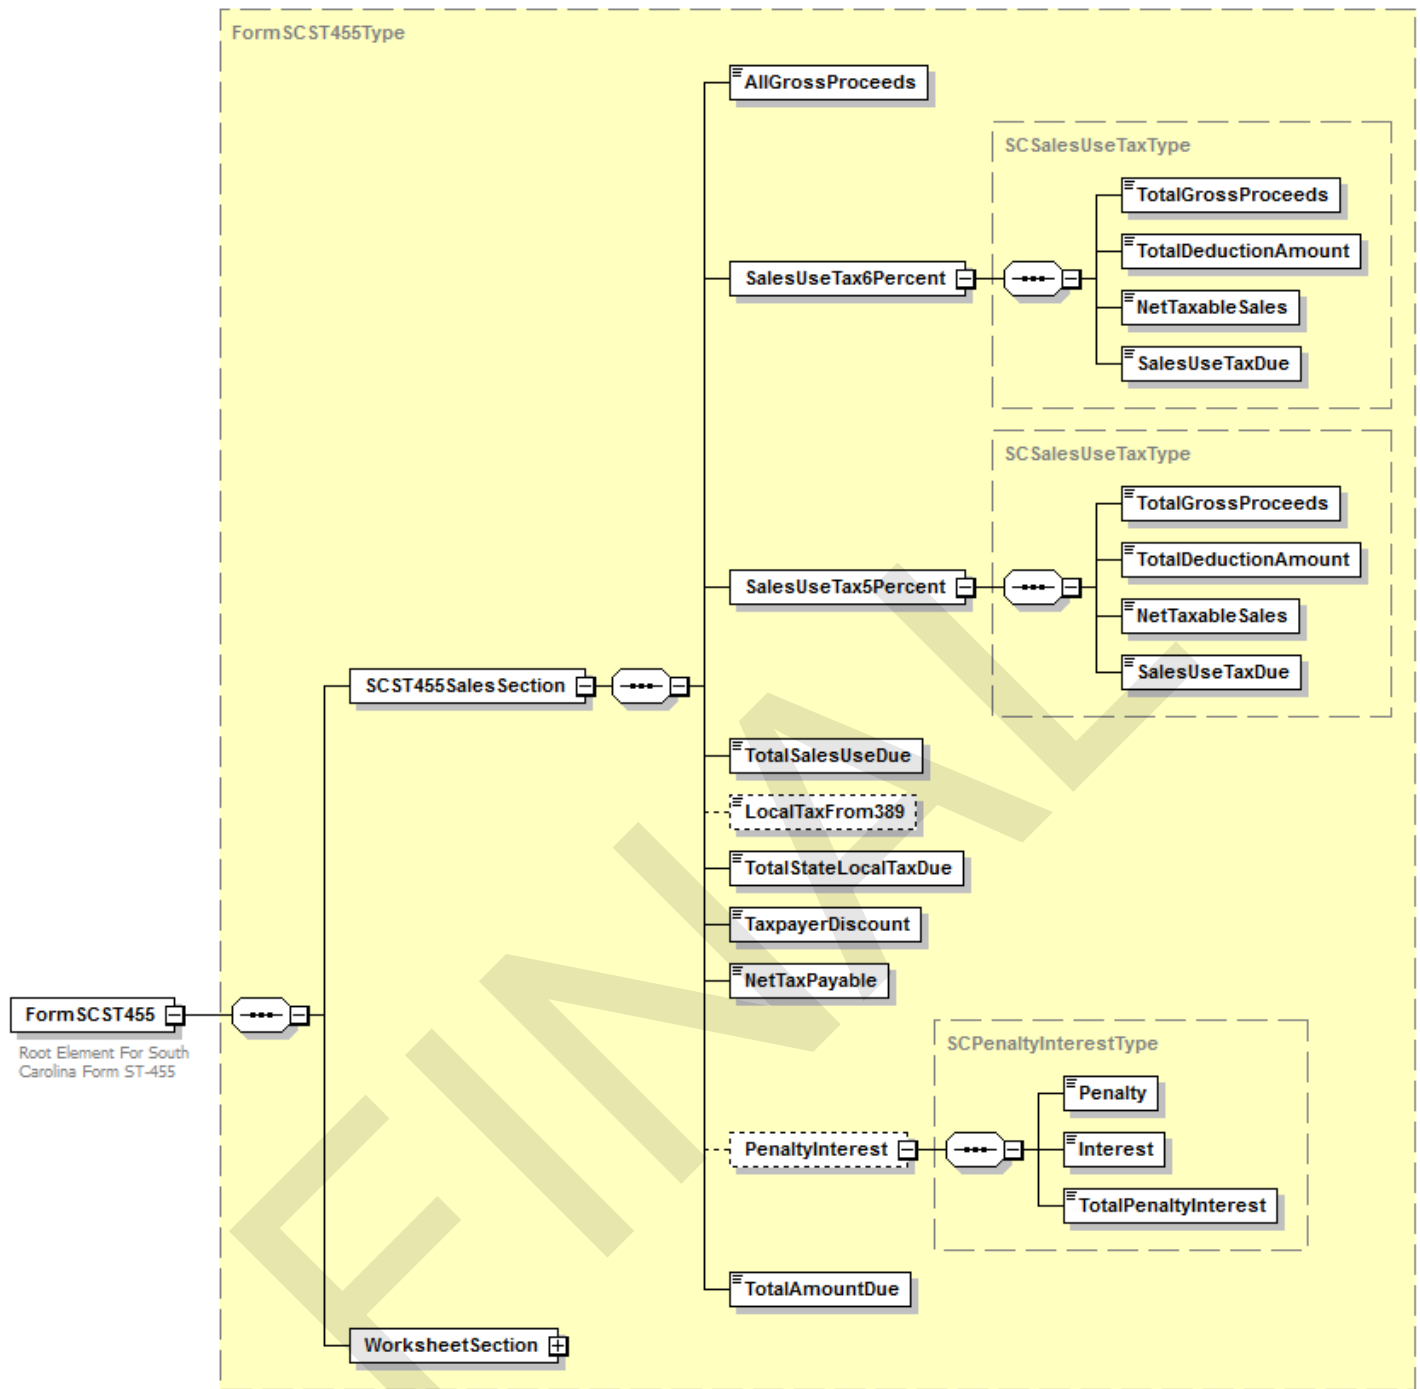 FormSCST455Type
AllGrossProceeds
SCSalesUseTaxType
TotalGrossProceeds
TotalDeductionAmount
SalesUseTax6Percent
NetTaxableSales
SalesUseTaxDue
SCSalesUseTaxType
TotalGrossProceeds
TotalDeductionAmount
SalesUseTax5Percent
NetTaxableSales
SalesUseTaxDue
SCST455SalesSection
TotalSalesUseDue
LocalTaxFrom389
TotalStateLocalTaxDue
TaxpayerDiscount
NetTaxPayable
FormSCST455
Root Element For South
Carolina Form ST-455
SCPenaltyInterestType
Penalty
PenaltyInterest
Interest
TotalPenaltyInterest
TotalAmountDue
WorksheetSection
FINAL